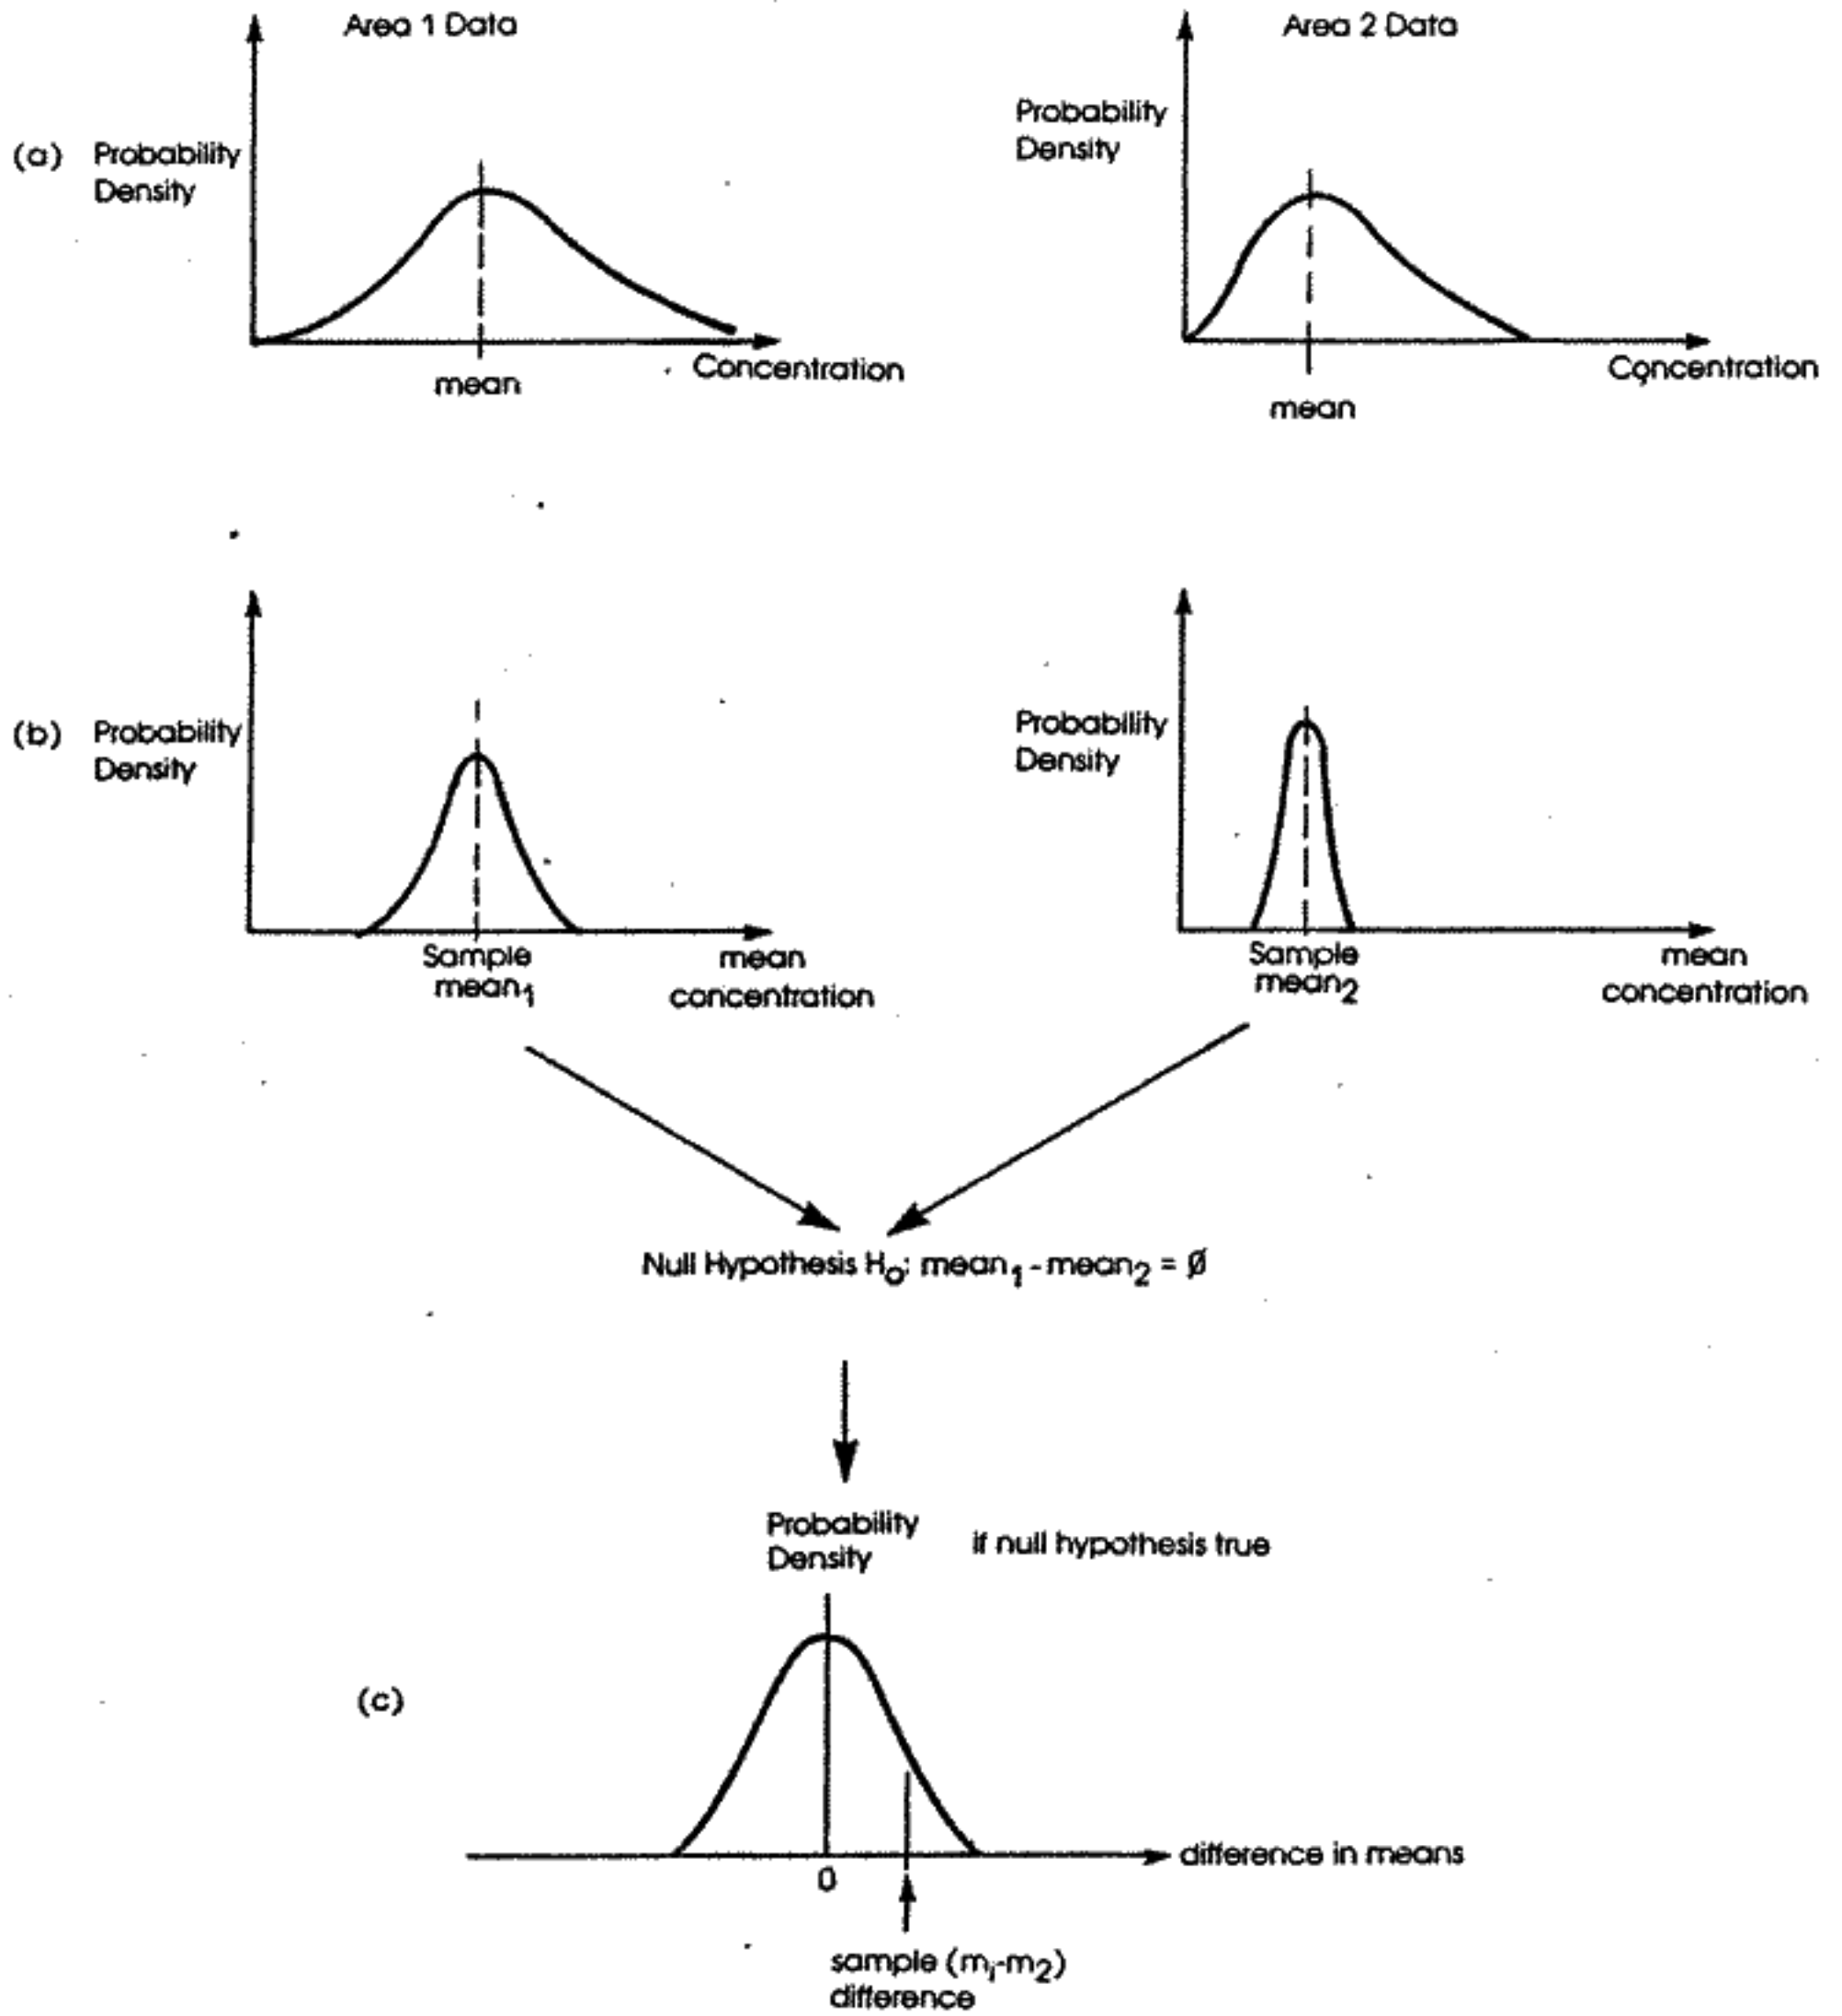 Area 1 Data
Area 2 Data
(a)
Probability
Density
Probability
Density
Concentration
mean
Concentration
mean
(b)
Probability
Density
Probability
Density
Sample
mean₁
mean
concentration
Sample
mean₂
mean
concentration
Null Hypothesis H₀: mean₁ - mean₂ = Ø
Probability
Density
if null hypothesis true
(c)
difference in means
0
sample (mᵢ-m₂)
difference